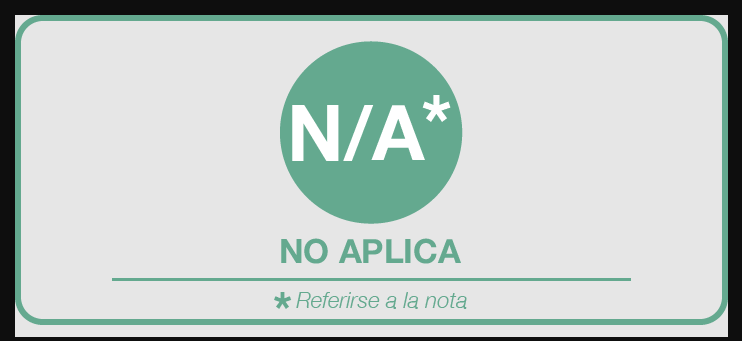 N/A*
NO APLICA
* Referirse a la nota